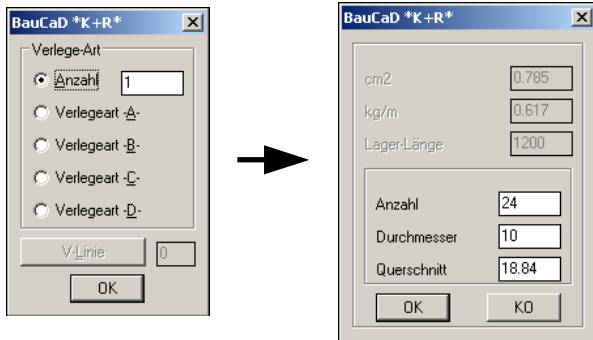 BauCaD *K+R*
Verlege-Art
Anzahl 1
Verlegeart -A-
Verlegeart -B-
Verlegeart -C-
Verlegeart -D-
V-Linie 0
OK
BauCaD *K+R*
cm2 0.785
kg/m 0.617
Lager-Länge 1200
Anzahl 24
Durchmesser 10
Querschnitt 18.84
OK KO